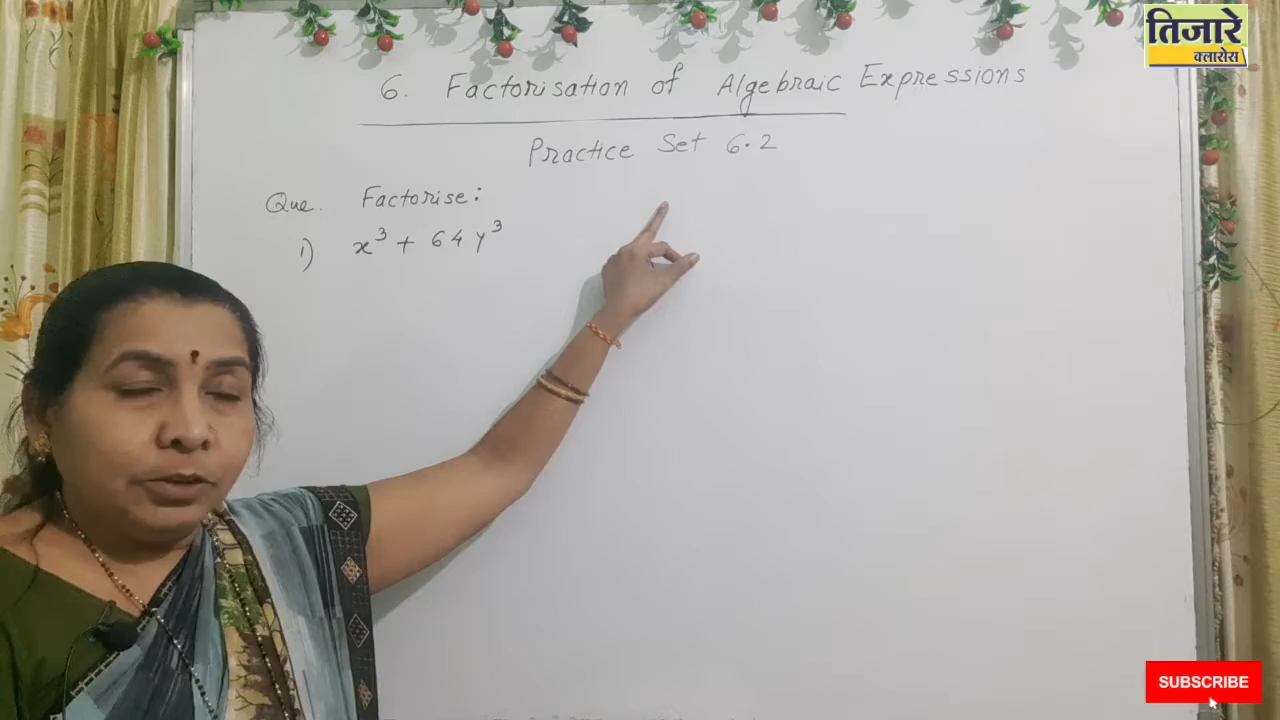 तिजारे
क्लासेस
6. Factorisation of Algebraic Expressions
Practice Set 6.2
Que. Factorise:
1) x³ + 64y³
SUBSCRIBE